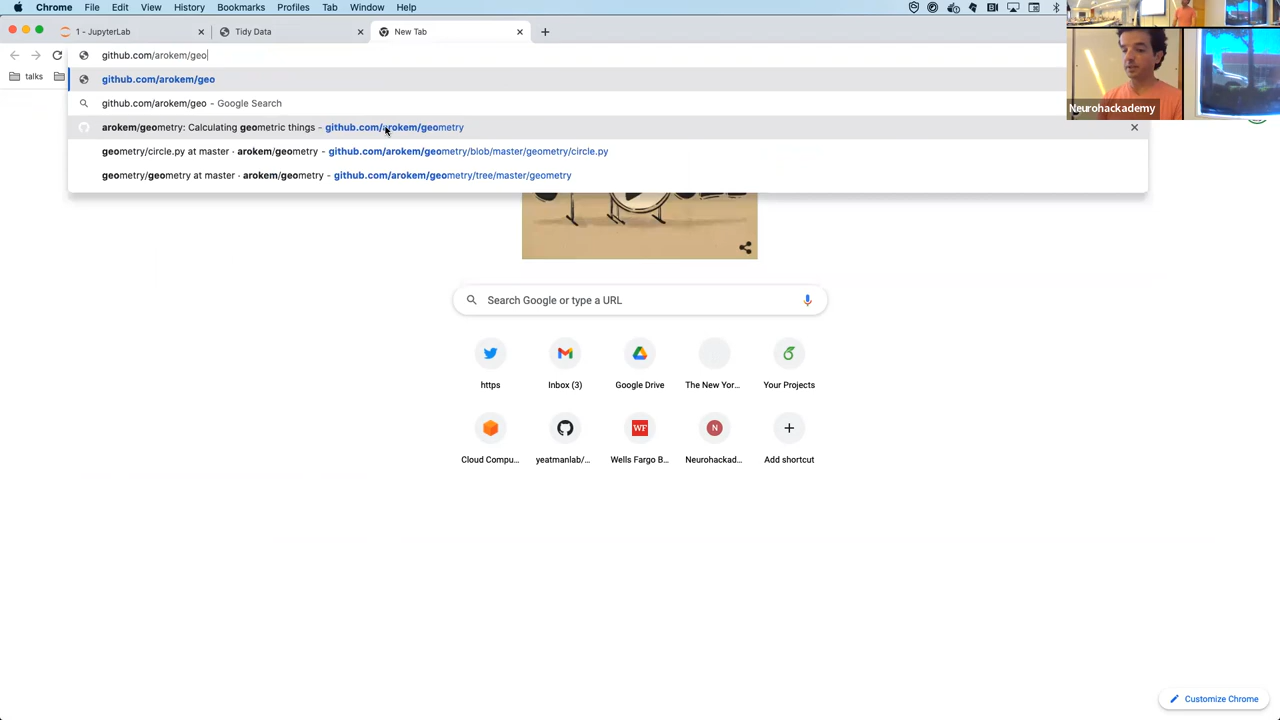 Chrome File Edit View History Bookmarks Profiles Tab Window Help
1 - JupyterLab Tidy Data New Tab
github.com/arokem/geo
talks
github.com/arokem/geo
github.com/arokem/geo - Google Search
arokem/geometry: Calculating geometric things - github.com/arokem/geometry
geometry/circle.py at master · arokem/geometry - github.com/arokem/geometry/blob/master/geometry/circle.py
geometry/geometry at master · arokem/geometry - github.com/arokem/geometry/tree/master/geometry
Neurohackademy
Search Google or type a URL
https Inbox (3) Google Drive The New Yor... Your Projects
Cloud Compu... yeatmanlab/... WF Wells Fargo B... N Neurohackad... Add shortcut
Customize Chrome